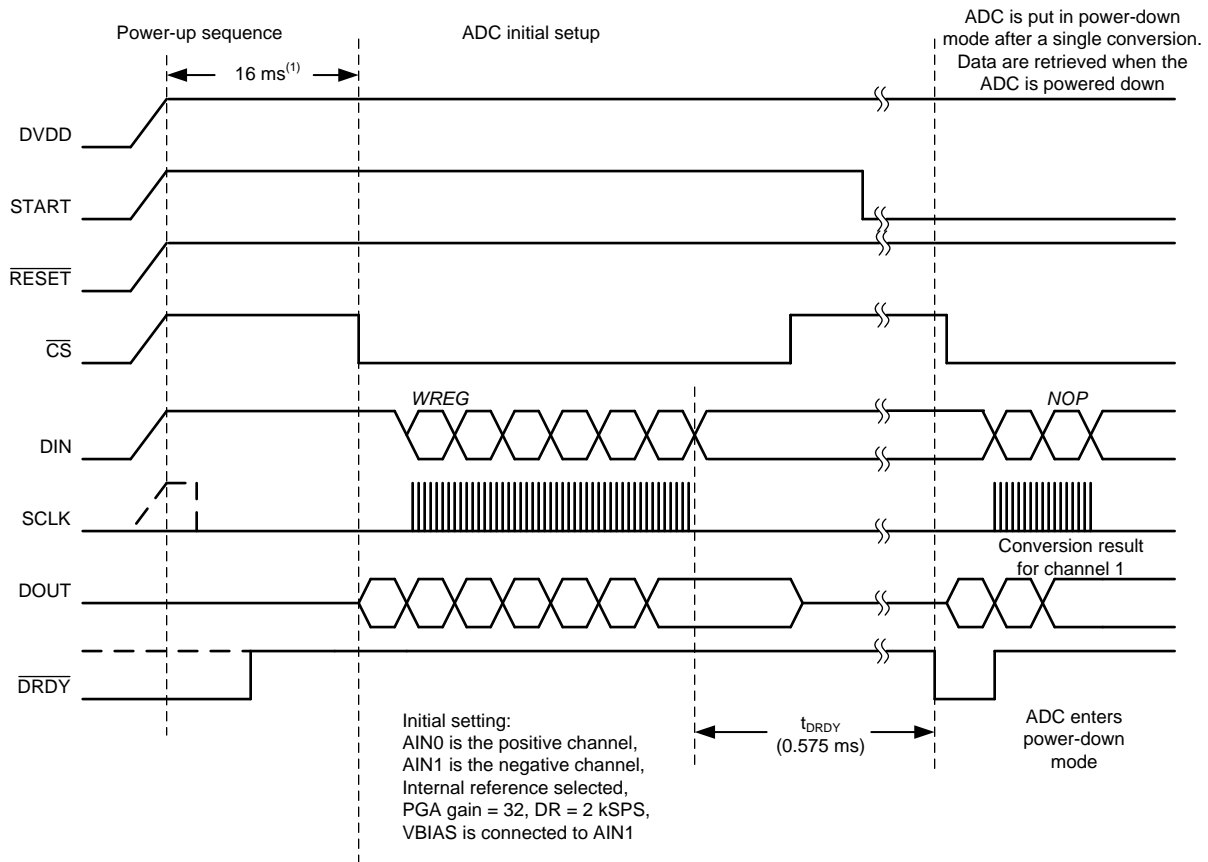 Power-up sequence
ADC initial setup
ADC is put in power-down
mode after a single conversion.
Data are retrieved when the
ADC is powered down
16 ms(1)
DVDD
START
RESET
CS
WREG
NOP
DIN
SCLK
Conversion result
for channel 1
DOUT
DRDY
Initial setting:
AIN0 is the positive channel,
AIN1 is the negative channel,
Internal reference selected,
PGA gain = 32, DR = 2 kSPS,
VBIAS is connected to AIN1
tDRDY
(0.575 ms)
ADC enters
power-down
mode